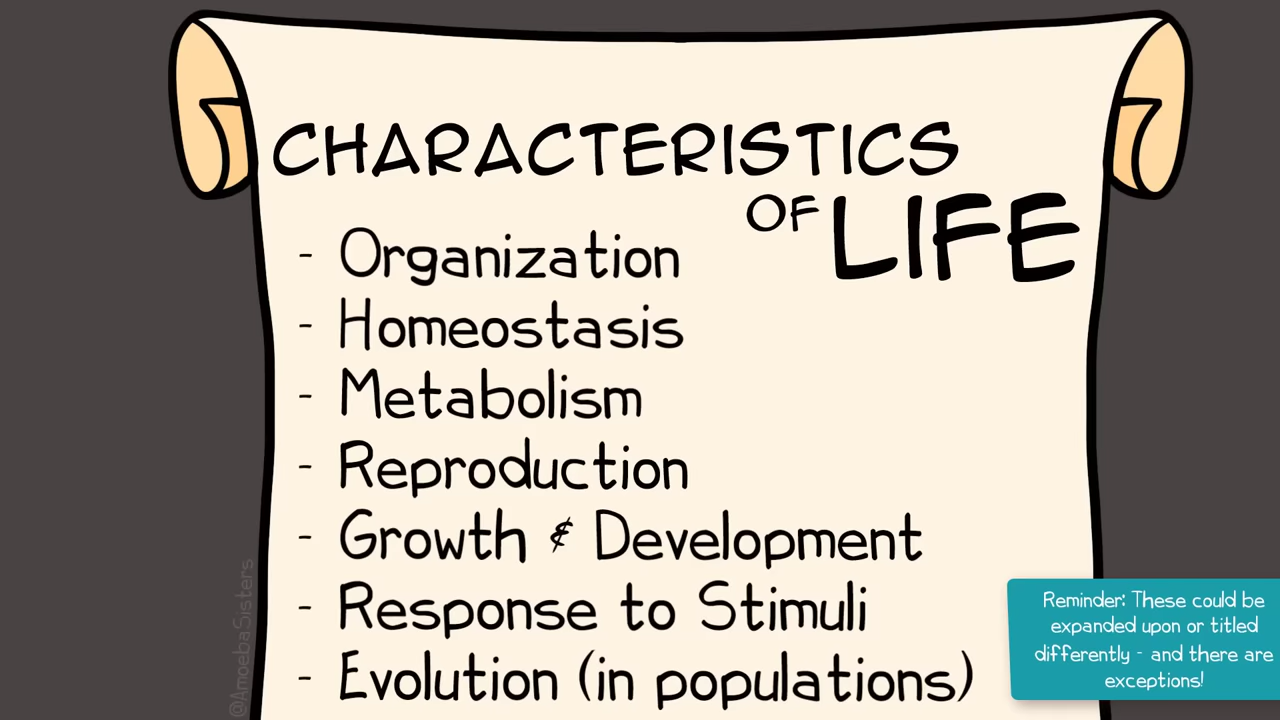 CHARACTERISTICS
OF LIFE
- Organization
- Homeostasis
- Metabolism
- Reproduction
- Growth & Development
- Response to Stimuli
- Evolution (in populations)
@AmoebaSisters
Reminder: These could be
expanded upon or titled
differently - and there are
exceptions!